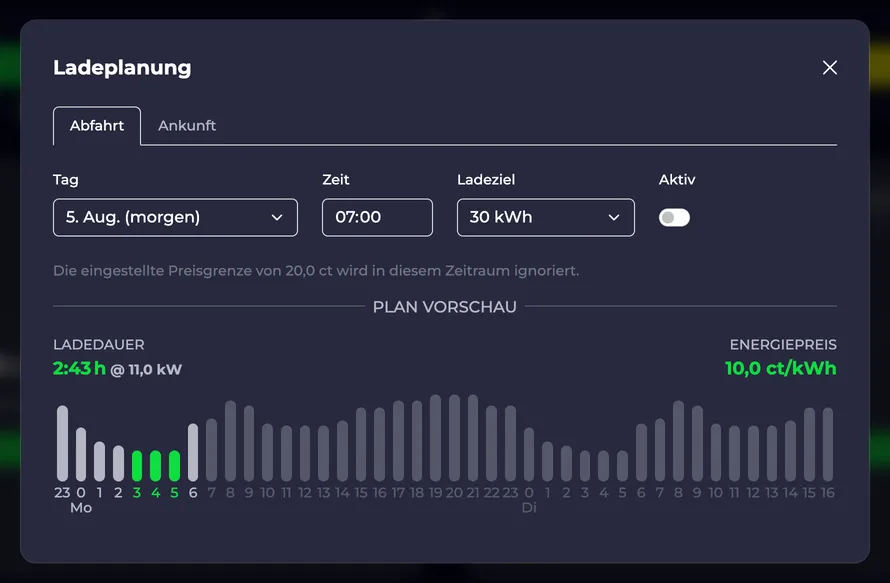 Ladeplanung
Abfahrt Ankunft
Tag Zeit Ladeziel Aktiv
5. Aug. (morgen) 07:00 30 kWh
Die eingestellte Preisgrenze von 20,0 ct wird in diesem Zeitraum ignoriert.
PLAN VORSCHAU
LADEDAUER ENERGIEPREIS
2:43 h @ 11,0 kW 10,0 ct/kWh
23 0 1 2 3 4 5 6 7 8 9 10 11 12 13 14 15 16 17 18 19 20 21 22 23 0 1 2 3 4 5 6 7 8 9 10 11 12 13 14 15 16
Mo Di